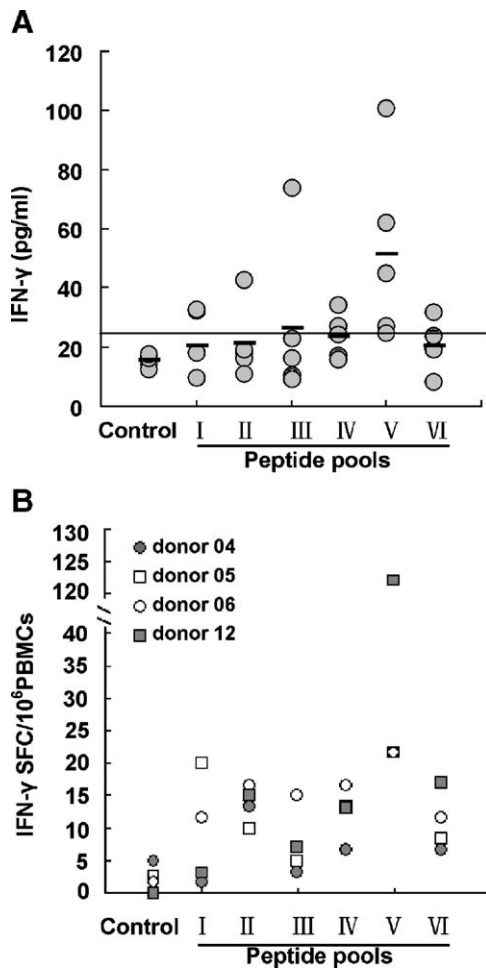 A
120
100
80
60
40
20
0
IFN-γ (pg/ml)
Control I II III IV V VI
Peptide pools
B
130
120
40
35
30
25
20
15
10
5
0
IFN-γ SFC/10⁶PBMCs
donor 04
donor 05
donor 06
donor 12
Control I II III IV V VI
Peptide pools